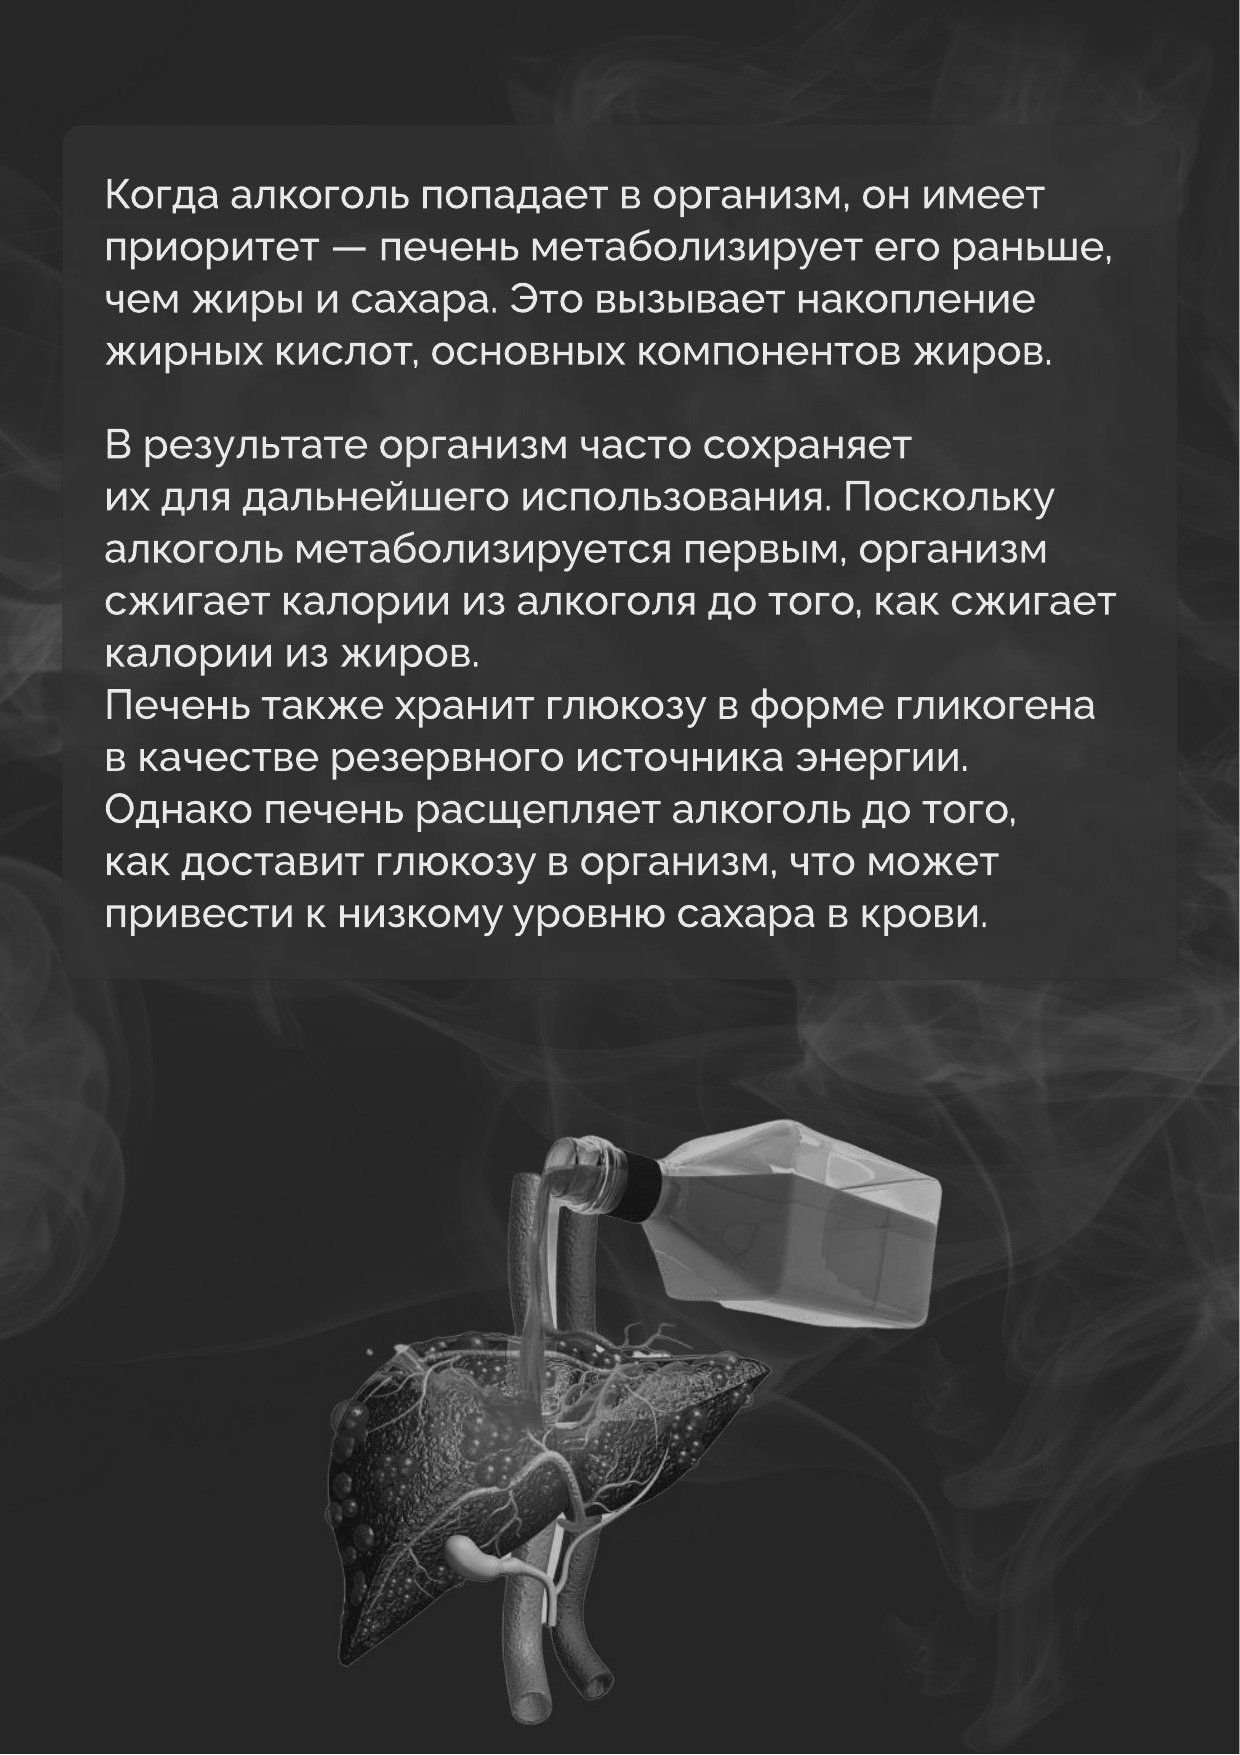 Когда алкоголь попадает в организм, он имеет
приоритет — печень метаболизирует его раньше,
чем жиры и сахара. Это вызывает накопление
жирных кислот, основных компонентов жиров.
В результате организм часто сохраняет
их для дальнейшего использования. Поскольку
алкоголь метаболизируется первым, организм
сжигает калории из алкоголя до того, как сжигает
калории из жиров.
Печень также хранит глюкозу в форме гликогена
в качестве резервного источника энергии.
Однако печень расщепляет алкоголь до того,
как доставит глюкозу в организм, что может
привести к низкому уровню сахара в крови.